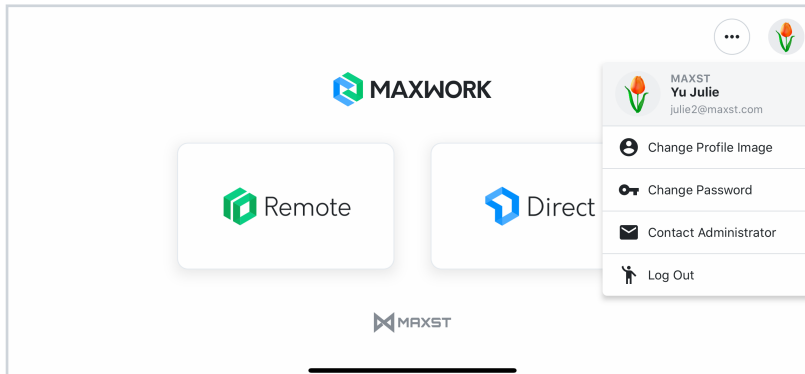 MAXWORK
MAXST
Yu Julie
julie2@maxst.com
Change Profile Image
Change Password
Contact Administrator
Log Out
Remote
Direct
MAXST